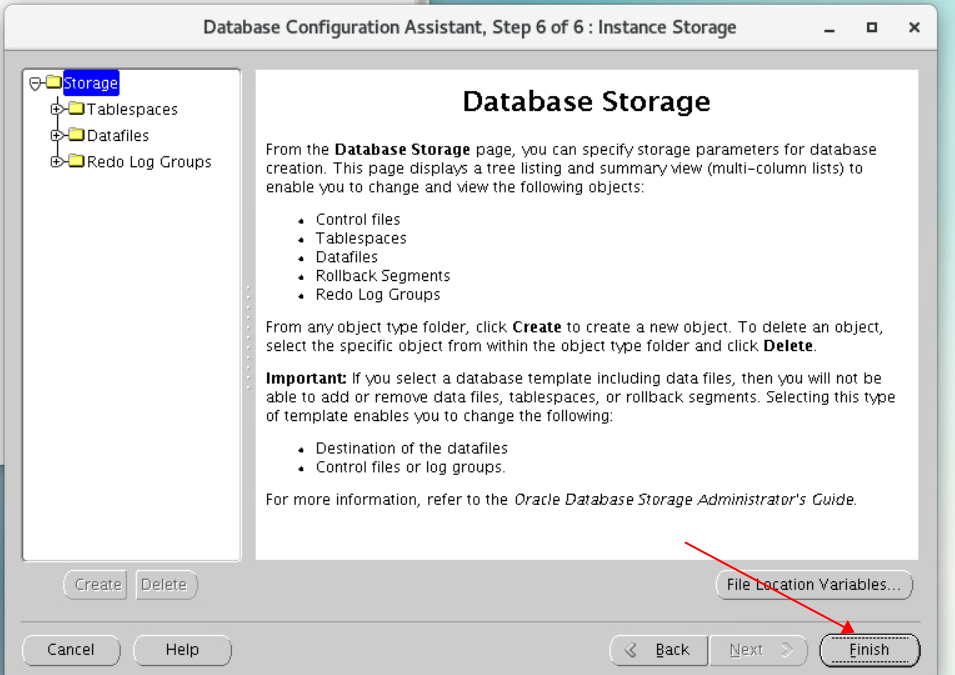 Database Configuration Assistant, Step 6 of 6 : Instance Storage
Storage
Tablespaces
Datafiles
Redo Log Groups
Database Storage
From the Database Storage page, you can specify storage parameters for database
creation. This page displays a tree listing and summary view (multi-column lists) to
enable you to change and view the following objects:
Control files
Tablespaces
Datafiles
Rollback Segments
Redo Log Groups
From any object type folder, click Create to create a new object. To delete an object,
select the specific object from within the object type folder and click Delete.
Important: If you select a database template including data files, then you will not be
able to add or remove data files, tablespaces, or rollback segments. Selecting this type
of template enables you to change the following:
Destination of the datafiles
Control files or log groups.
For more information, refer to the Oracle Database Storage Administrator's Guide.
Create Delete
File Location Variables...
Cancel Help Back Next Finish